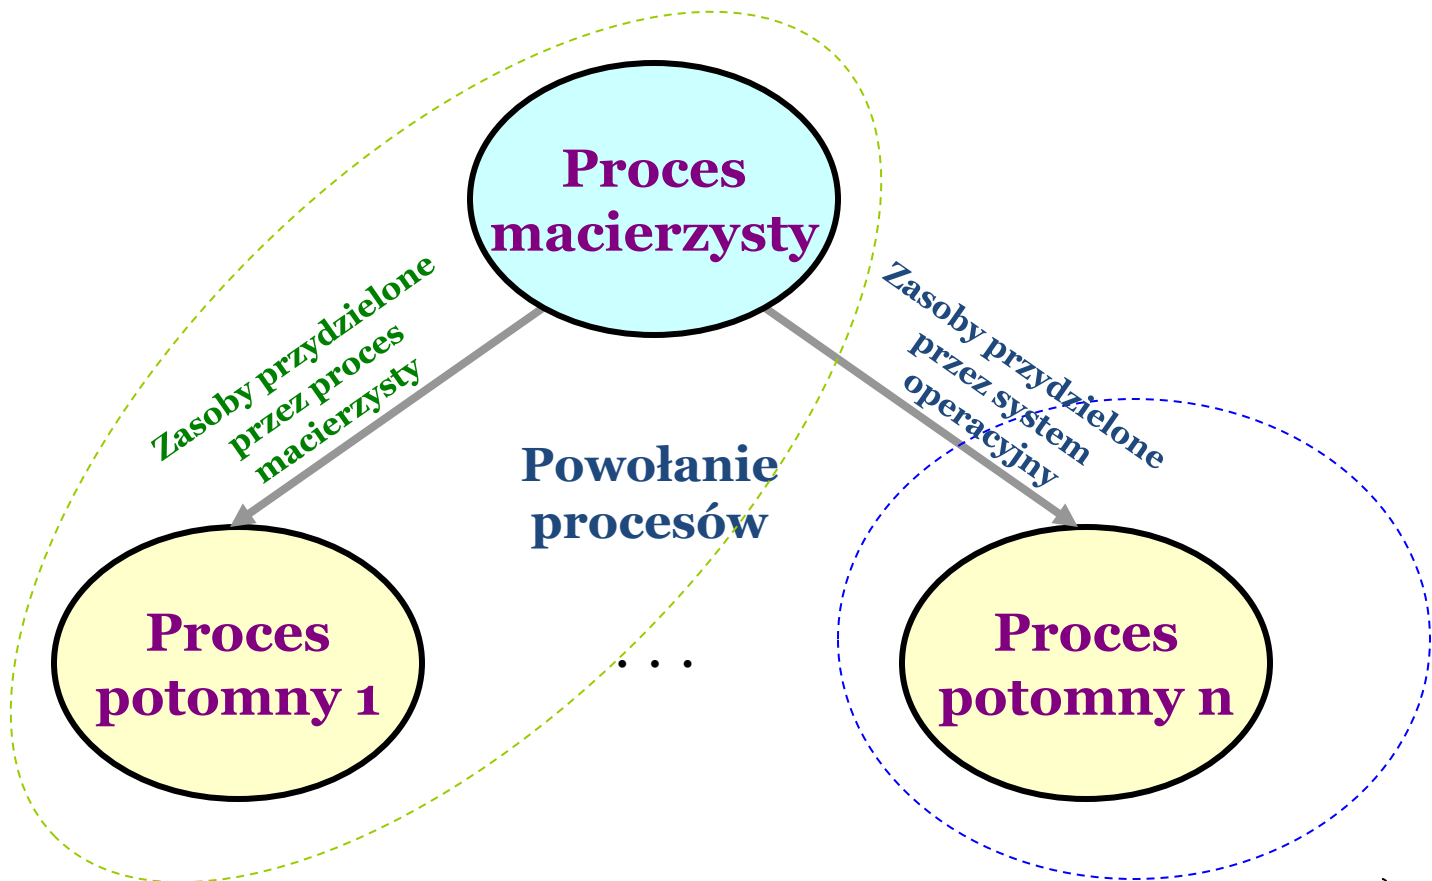 Proces
macierzysty
Zasoby przydzielone
przez proces
macierzysty
Zasoby przydzielone
przez system
operacyjny
Powołanie
procesów
Proces
potomny 1
. . .
Proces
potomny n